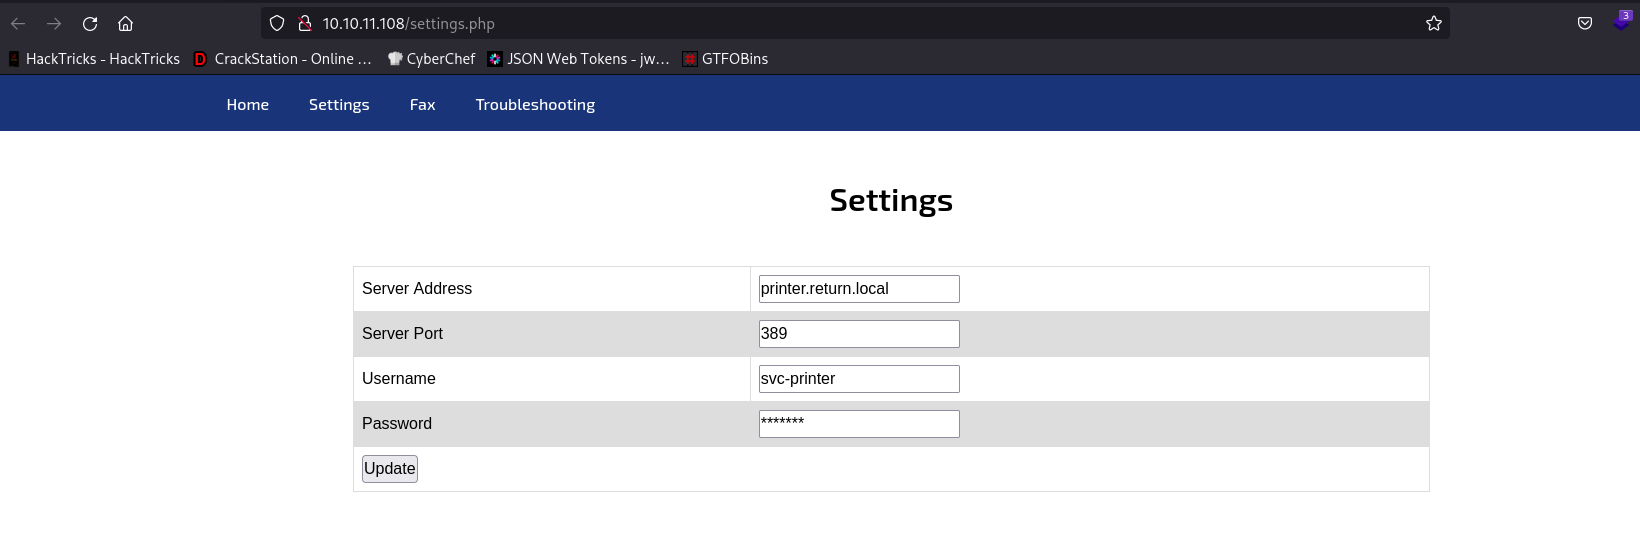 10.10.11.108/settings.php
3
HackTricks - HackTricks CrackStation - Online ... CyberChef JSON Web Tokens - jw... GTFOBins
Home Settings Fax Troubleshooting
Settings
Server Address printer.return.local
Server Port 389
Username svc-printer
Password *******
Update